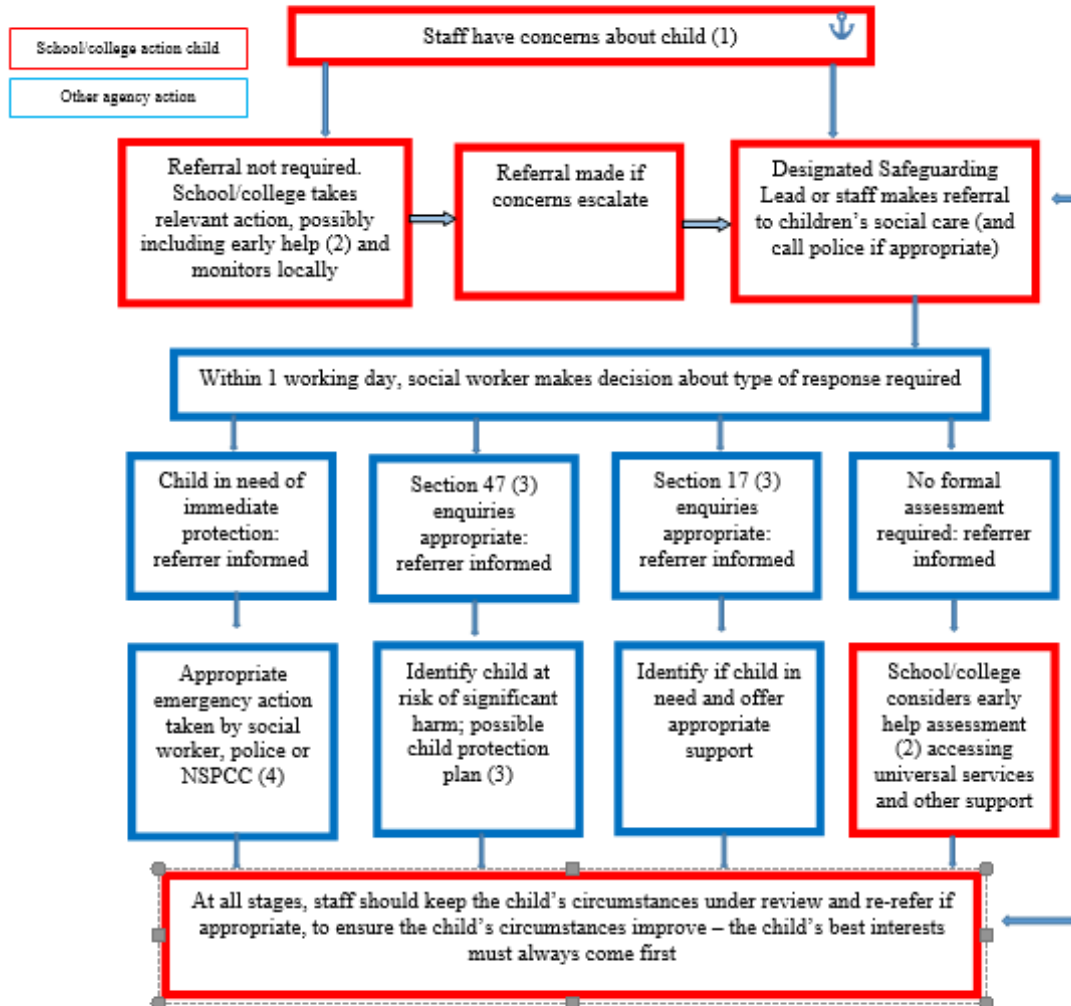 Staff have concerns about child (1)
School/college action child
Other agency action
Referral not required.
School/college takes
relevant action, possibly
including early help (2) and
monitors locally
Referral made if
concerns escalate
Designated Safeguarding
Lead or staff makes referral
to children's social care (and
call police if appropriate)
Within 1 working day, social worker makes decision about type of response required
Child in need of
immediate
protection:
referrer informed
Section 47 (3)
enquiries
appropriate:
referrer informed
Section 17 (3)
enquiries
appropriate:
referrer informed
No formal
assessment
required: referrer
informed
Appropriate
emergency action
taken by social
worker, police or
NSPCC (4)
Identify child at
risk of significant
harm; possible
child protection
plan (3)
Identify if child in
need and offer
appropriate
support
School/college
considers early
help assessment
(2) accessing
universal services
and other support
At all stages, staff should keep the child's circumstances under review and re-refer if
appropriate, to ensure the child's circumstances improve – the child's best interests
must always come first